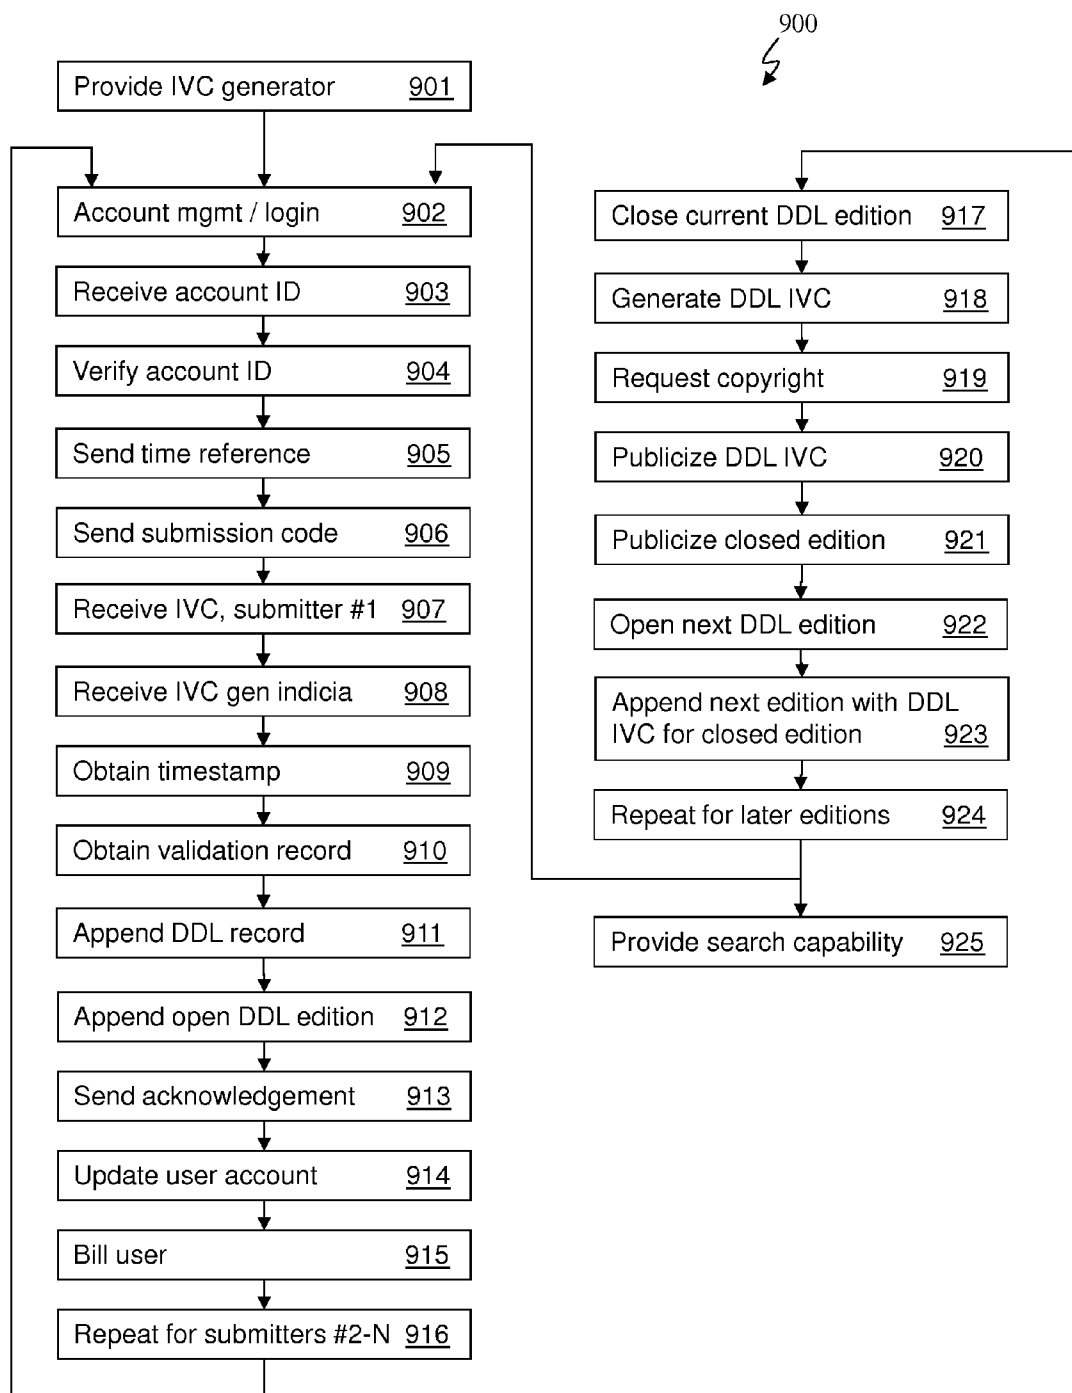 900
Provide IVC generator 901
Account mgmt / login 902
Receive account ID 903
Verify account ID 904
Send time reference 905
Send submission code 906
Receive IVC, submitter #1 907
Receive IVC gen indicia 908
Obtain timestamp 909
Obtain validation record 910
Append DDL record 911
Append open DDL edition 912
Send acknowledgement 913
Update user account 914
Bill user 915
Repeat for submitters #2-N 916
Close current DDL edition 917
Generate DDL IVC 918
Request copyright 919
Publicize DDL IVC 920
Publicize closed edition 921
Open next DDL edition 922
Append next edition with DDL
IVC for closed edition 923
Repeat for later editions 924
Provide search capability 925